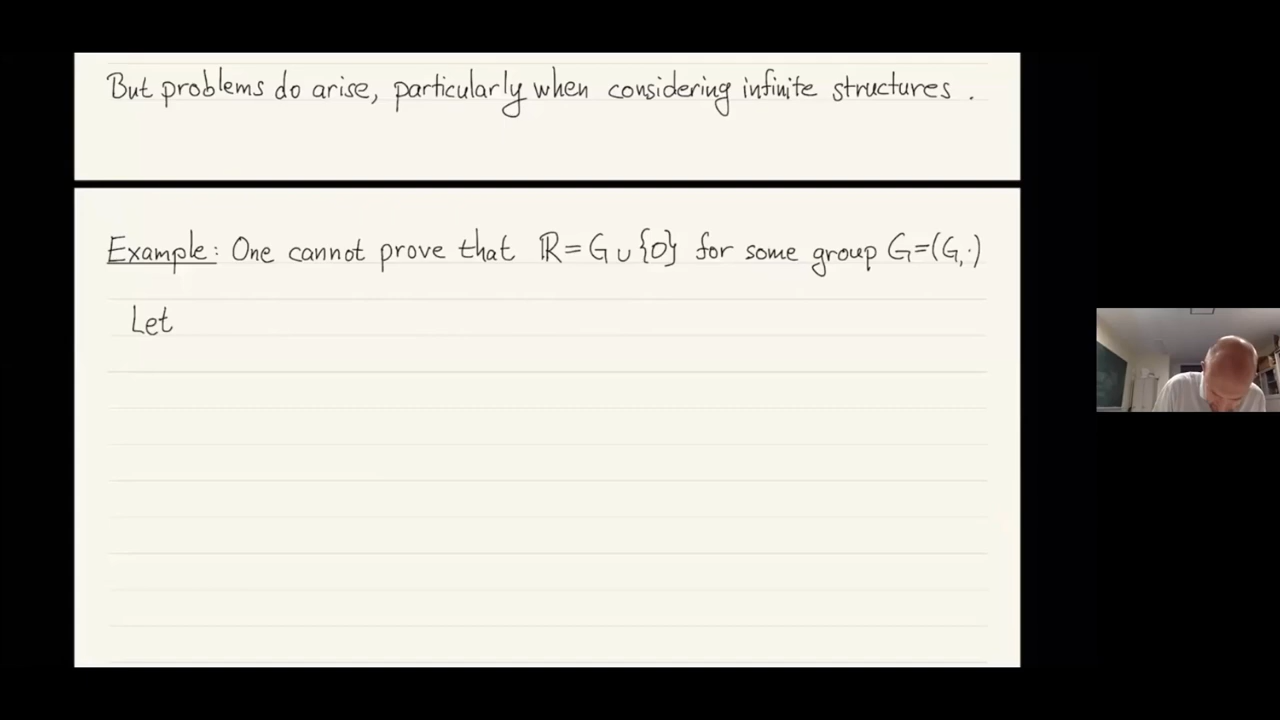 But problems do arise, particularly when considering infinite structures.
Example: One cannot prove that ℝ=G∪{0} for some group G=(G,·)
Let